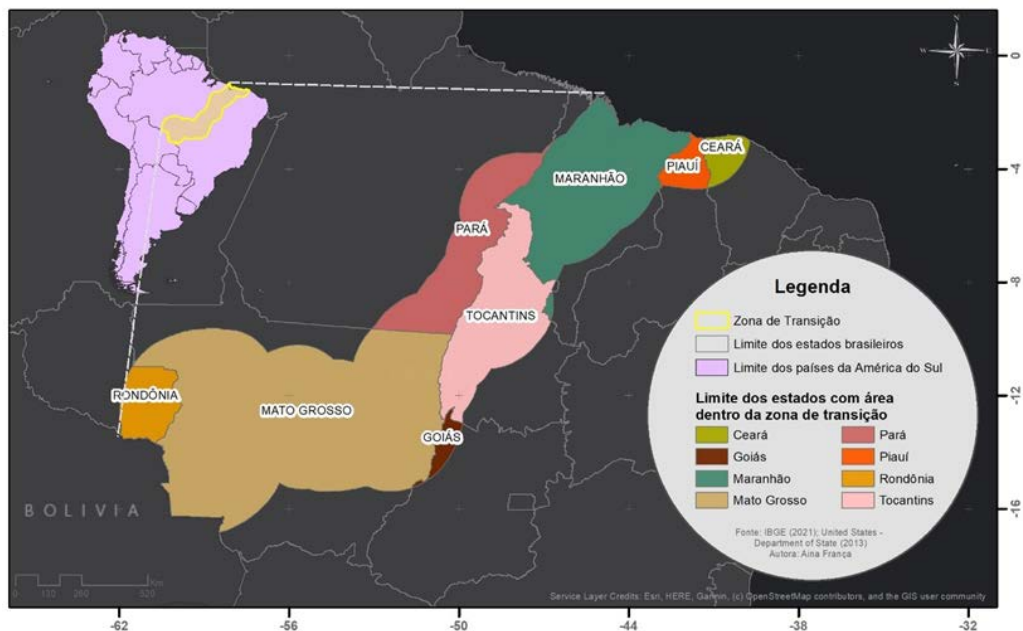 N
W
E
S
0
-4
-8
-12
-16
CEARÁ
PIAUÍ
MARANHÃO
PARÁ
TOCANTINS
RONDÔNIA
MATO GROSSO
GOIÁS
BOLIVIA
Legenda
Zona de Transição
Limite dos estados brasileiros
Limite dos países da América do Sul
Limite dos estados com área
dentro da zona de transição
Ceará
Pará
Goiás
Piauí
Maranhão
Rondônia
Mato Grosso
Tocantins
Fonte: IBGE (2021); United States -
Department of State (2013)
Autora: Aina França
Km
0 130 260 520
Service Layer Credits: Esri, HERE, Garmin, (c) OpenStreetMap contributors, and the GIS user community
-62 -56 -50 -44 -38 -32